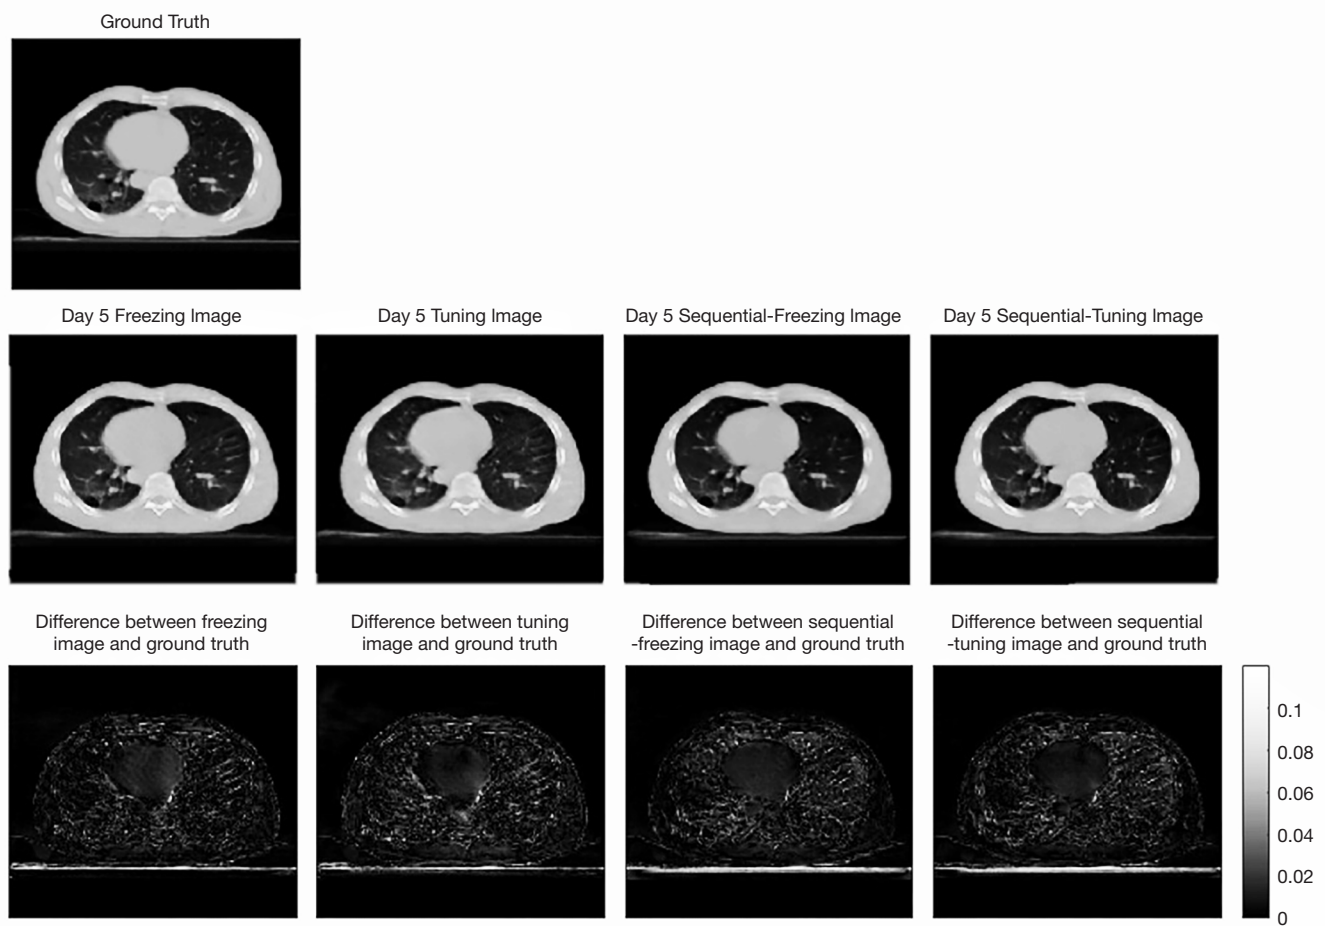 Ground Truth
Day 5 Freezing Image
Day 5 Tuning Image
Day 5 Sequential-Freezing Image
Day 5 Sequential-Tuning Image
Difference between freezing
image and ground truth
Difference between tuning
image and ground truth
Difference between sequential
-freezing image and ground truth
Difference between sequential
-tuning image and ground truth
0.1
0.08
0.06
0.04
0.02
0